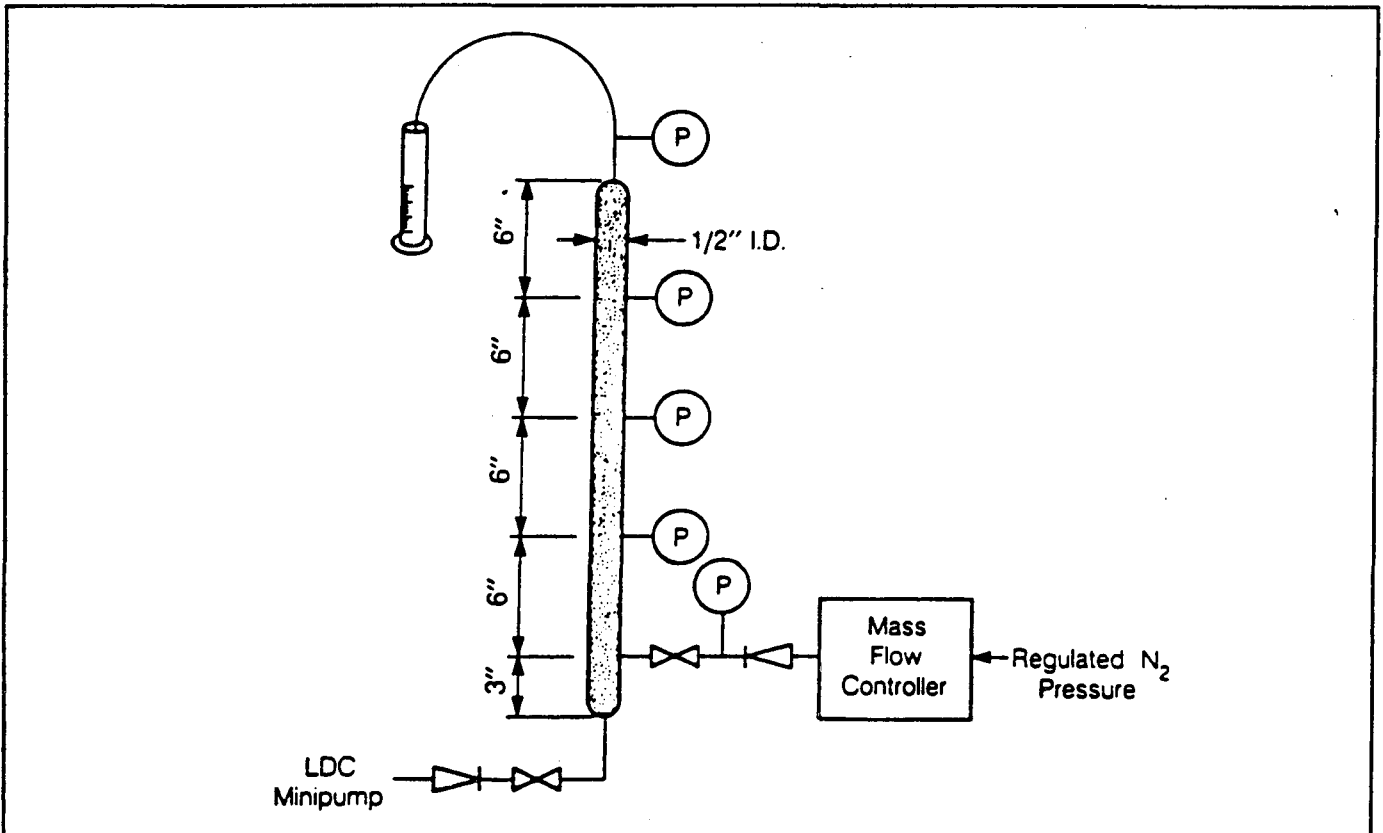 P
6"
1/2" I.D.
P
6"
P
6"
P
6"
P
Mass
Flow
Controller
Regulated N₂
Pressure
3"
LDC
Minipump